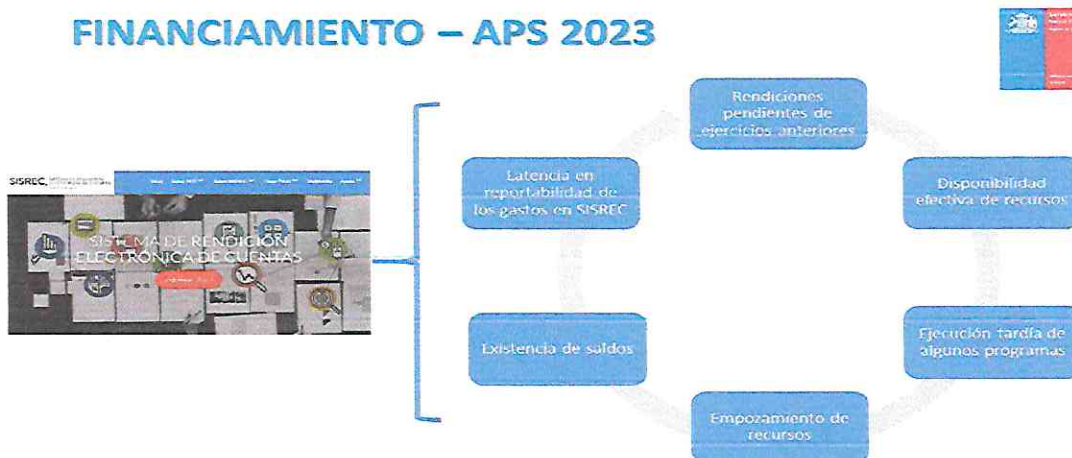 FINANCIAMIENTO – APS 2023
SISREC
SISTEMA DE RENDICIÓN
ELECTRÓNICA DE CUENTAS
Rendiciones
pendientes de
ejercicios anteriores
Disponibilidad
efectiva de recursos
Ejecución tardía de
algunos programas
Empozamiento de
recursos
Existencia de saldos
Latencia en
reportabilidad de
los gastos en SISREC